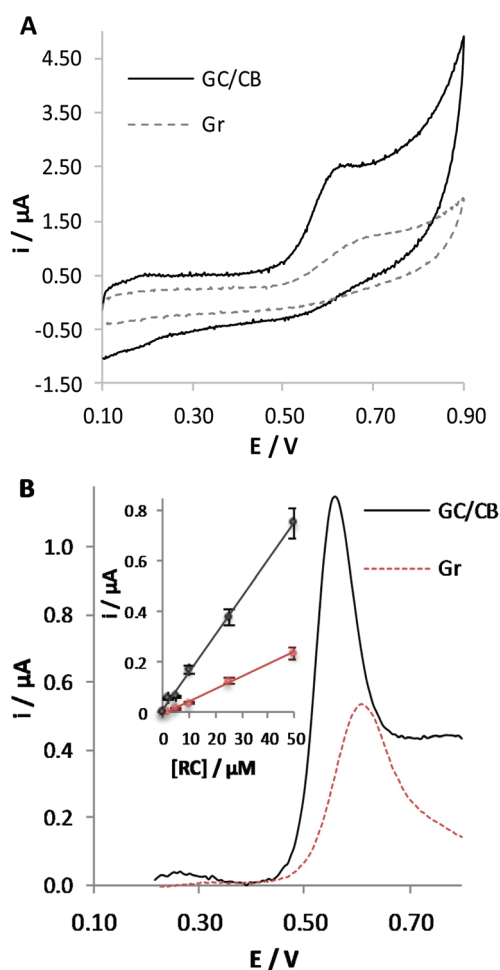 A
4.50
3.50
2.50
1.50
0.50
-0.50
-1.50
i / µA
GC/CB
Gr
0.10 0.30 0.50 0.70 0.90
E / V
B
1.0
0.8
0.6
0.4
0.2
0.0
i / µA
GC/CB
Gr
0.8
0.6
0.4
0.2
0
i / µA
0 10 20 30 40 50
[RC] / µM
0.10 0.30 0.50 0.70
E / V